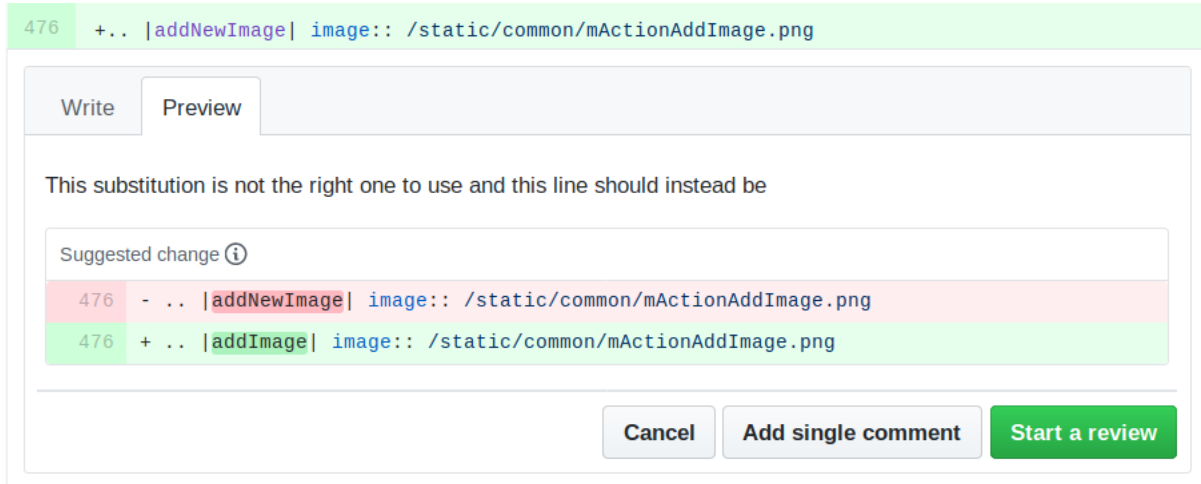 476 +.. |addNewImage| image:: /static/common/mActionAddImage.png
Write Preview
This substitution is not the right one to use and this line should instead be
Suggested change
476 - .. |addNewImage| image:: /static/common/mActionAddImage.png
476 + .. |addImage| image:: /static/common/mActionAddImage.png
Cancel Add single comment Start a review